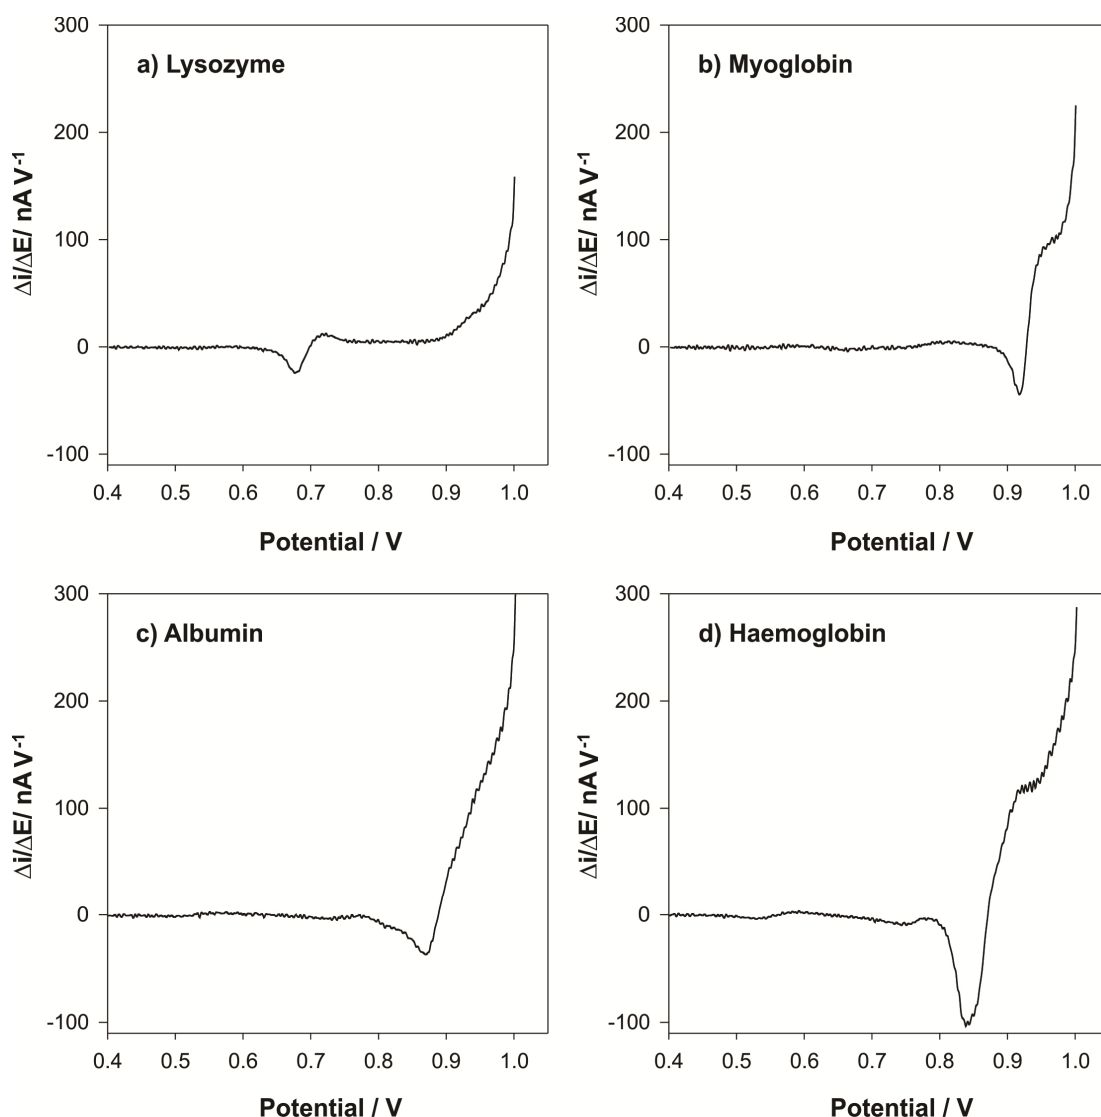 300
a) Lysozyme
200
100
0
-100
Δi/ΔE/ nA V-1
0.4 0.5 0.6 0.7 0.8 0.9 1.0
Potential / V
300
b) Myoglobin
200
100
0
-100
Δi/ΔE/ nA V-1
0.4 0.5 0.6 0.7 0.8 0.9 1.0
Potential / V
300
c) Albumin
200
100
0
-100
Δi/ΔE/ nA V-1
0.4 0.5 0.6 0.7 0.8 0.9 1.0
Potential / V
300
d) Haemoglobin
200
100
0
-100
Δi/ΔE/ nA V-1
0.4 0.5 0.6 0.7 0.8 0.9 1.0
Potential / V